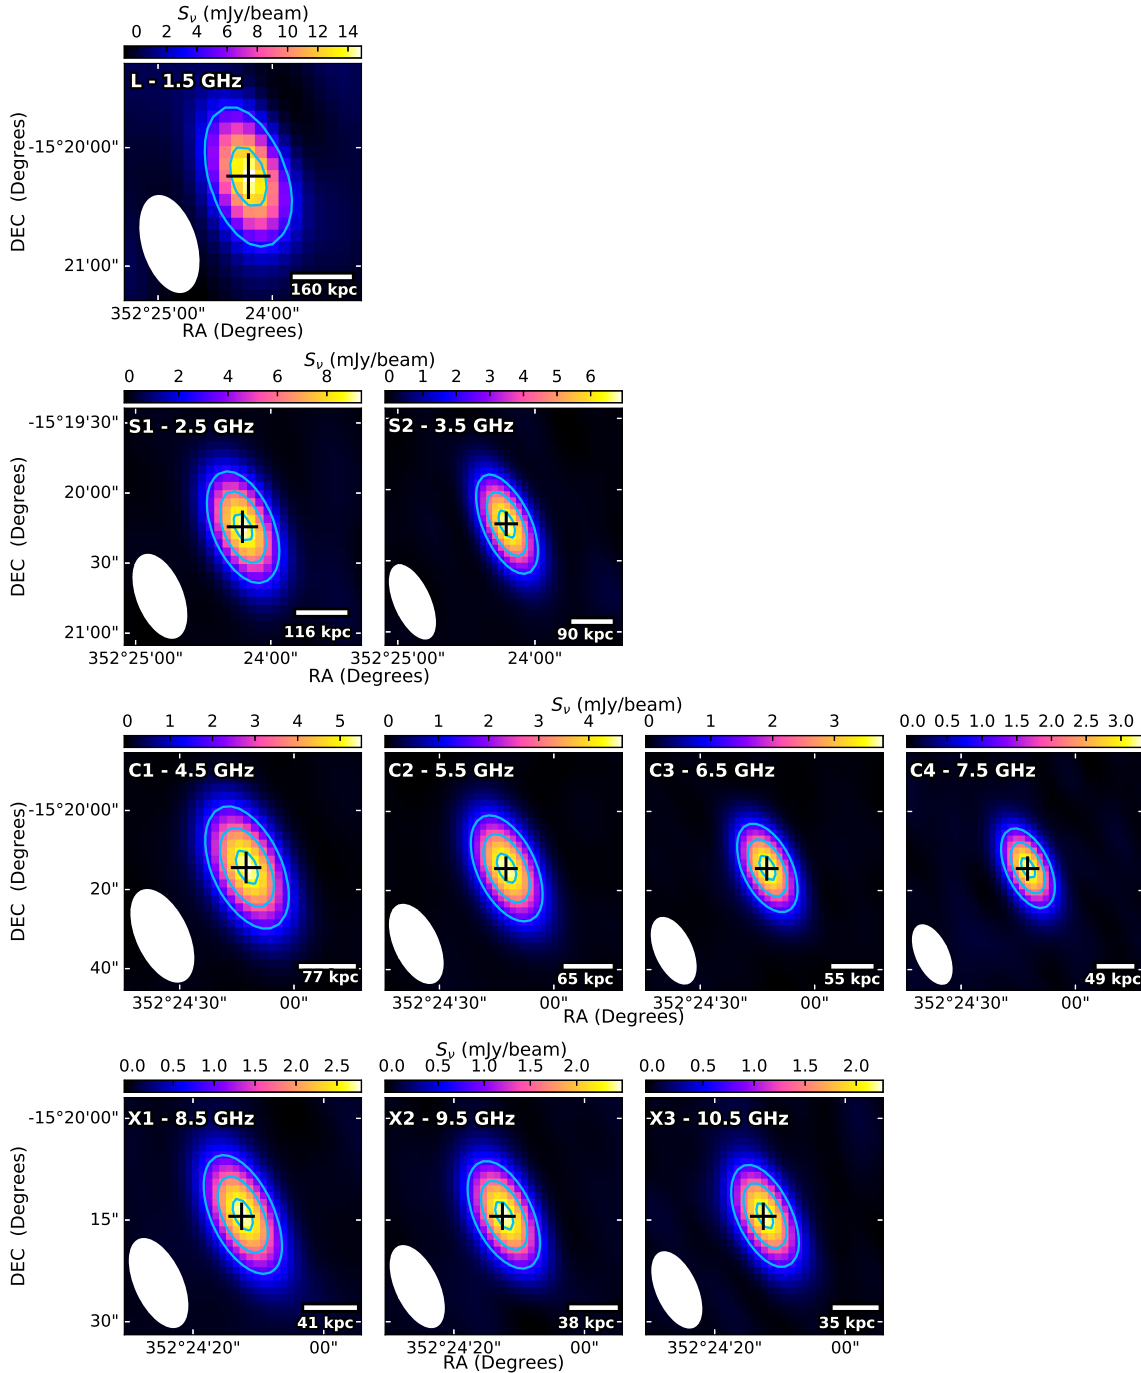 Sν (mJy/beam)
0 2 4 6 8 10 12 14
L - 1.5 GHz
DEC (Degrees)
-15°20'00"
21'00"
160 kpc
352°25'00" 24'00"
RA (Degrees)
Sν (mJy/beam)
0 2 4 6 8 0 1 2 3 4 5 6
S1 - 2.5 GHz S2 - 3.5 GHz
DEC (Degrees)
-15°19'30"
20'00"
30"
21'00"
116 kpc 90 kpc
352°25'00" 24'00" 352°25'00" 24'00"
RA (Degrees)
Sν (mJy/beam)
0 1 2 3 4 5 0 1 2 3 4 0 1 2 3 0.0 0.5 1.0 1.5 2.0 2.5 3.0
C1 - 4.5 GHz C2 - 5.5 GHz C3 - 6.5 GHz C4 - 7.5 GHz
DEC (Degrees)
-15°20'00"
20"
40"
77 kpc 65 kpc 55 kpc 49 kpc
352°24'30" 00" 352°24'30" 00" 352°24'30" 00" 352°24'30" 00"
RA (Degrees)
Sν (mJy/beam)
0.0 0.5 1.0 1.5 2.0 2.5 0.0 0.5 1.0 1.5 2.0 0.0 0.5 1.0 1.5 2.0
X1 - 8.5 GHz X2 - 9.5 GHz X3 - 10.5 GHz
DEC (Degrees)
-15°20'00"
15"
30"
41 kpc 38 kpc 35 kpc
352°24'20" 00" 352°24'20" 00" 352°24'20" 00"
RA (Degrees)